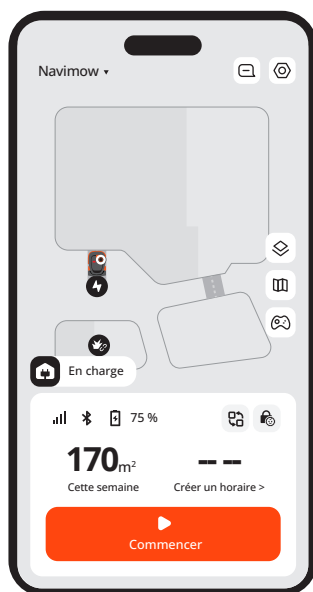 Navimow
En charge
75 %
170m²
-- --
Cette semaine
Créer un horaire >
Commencer